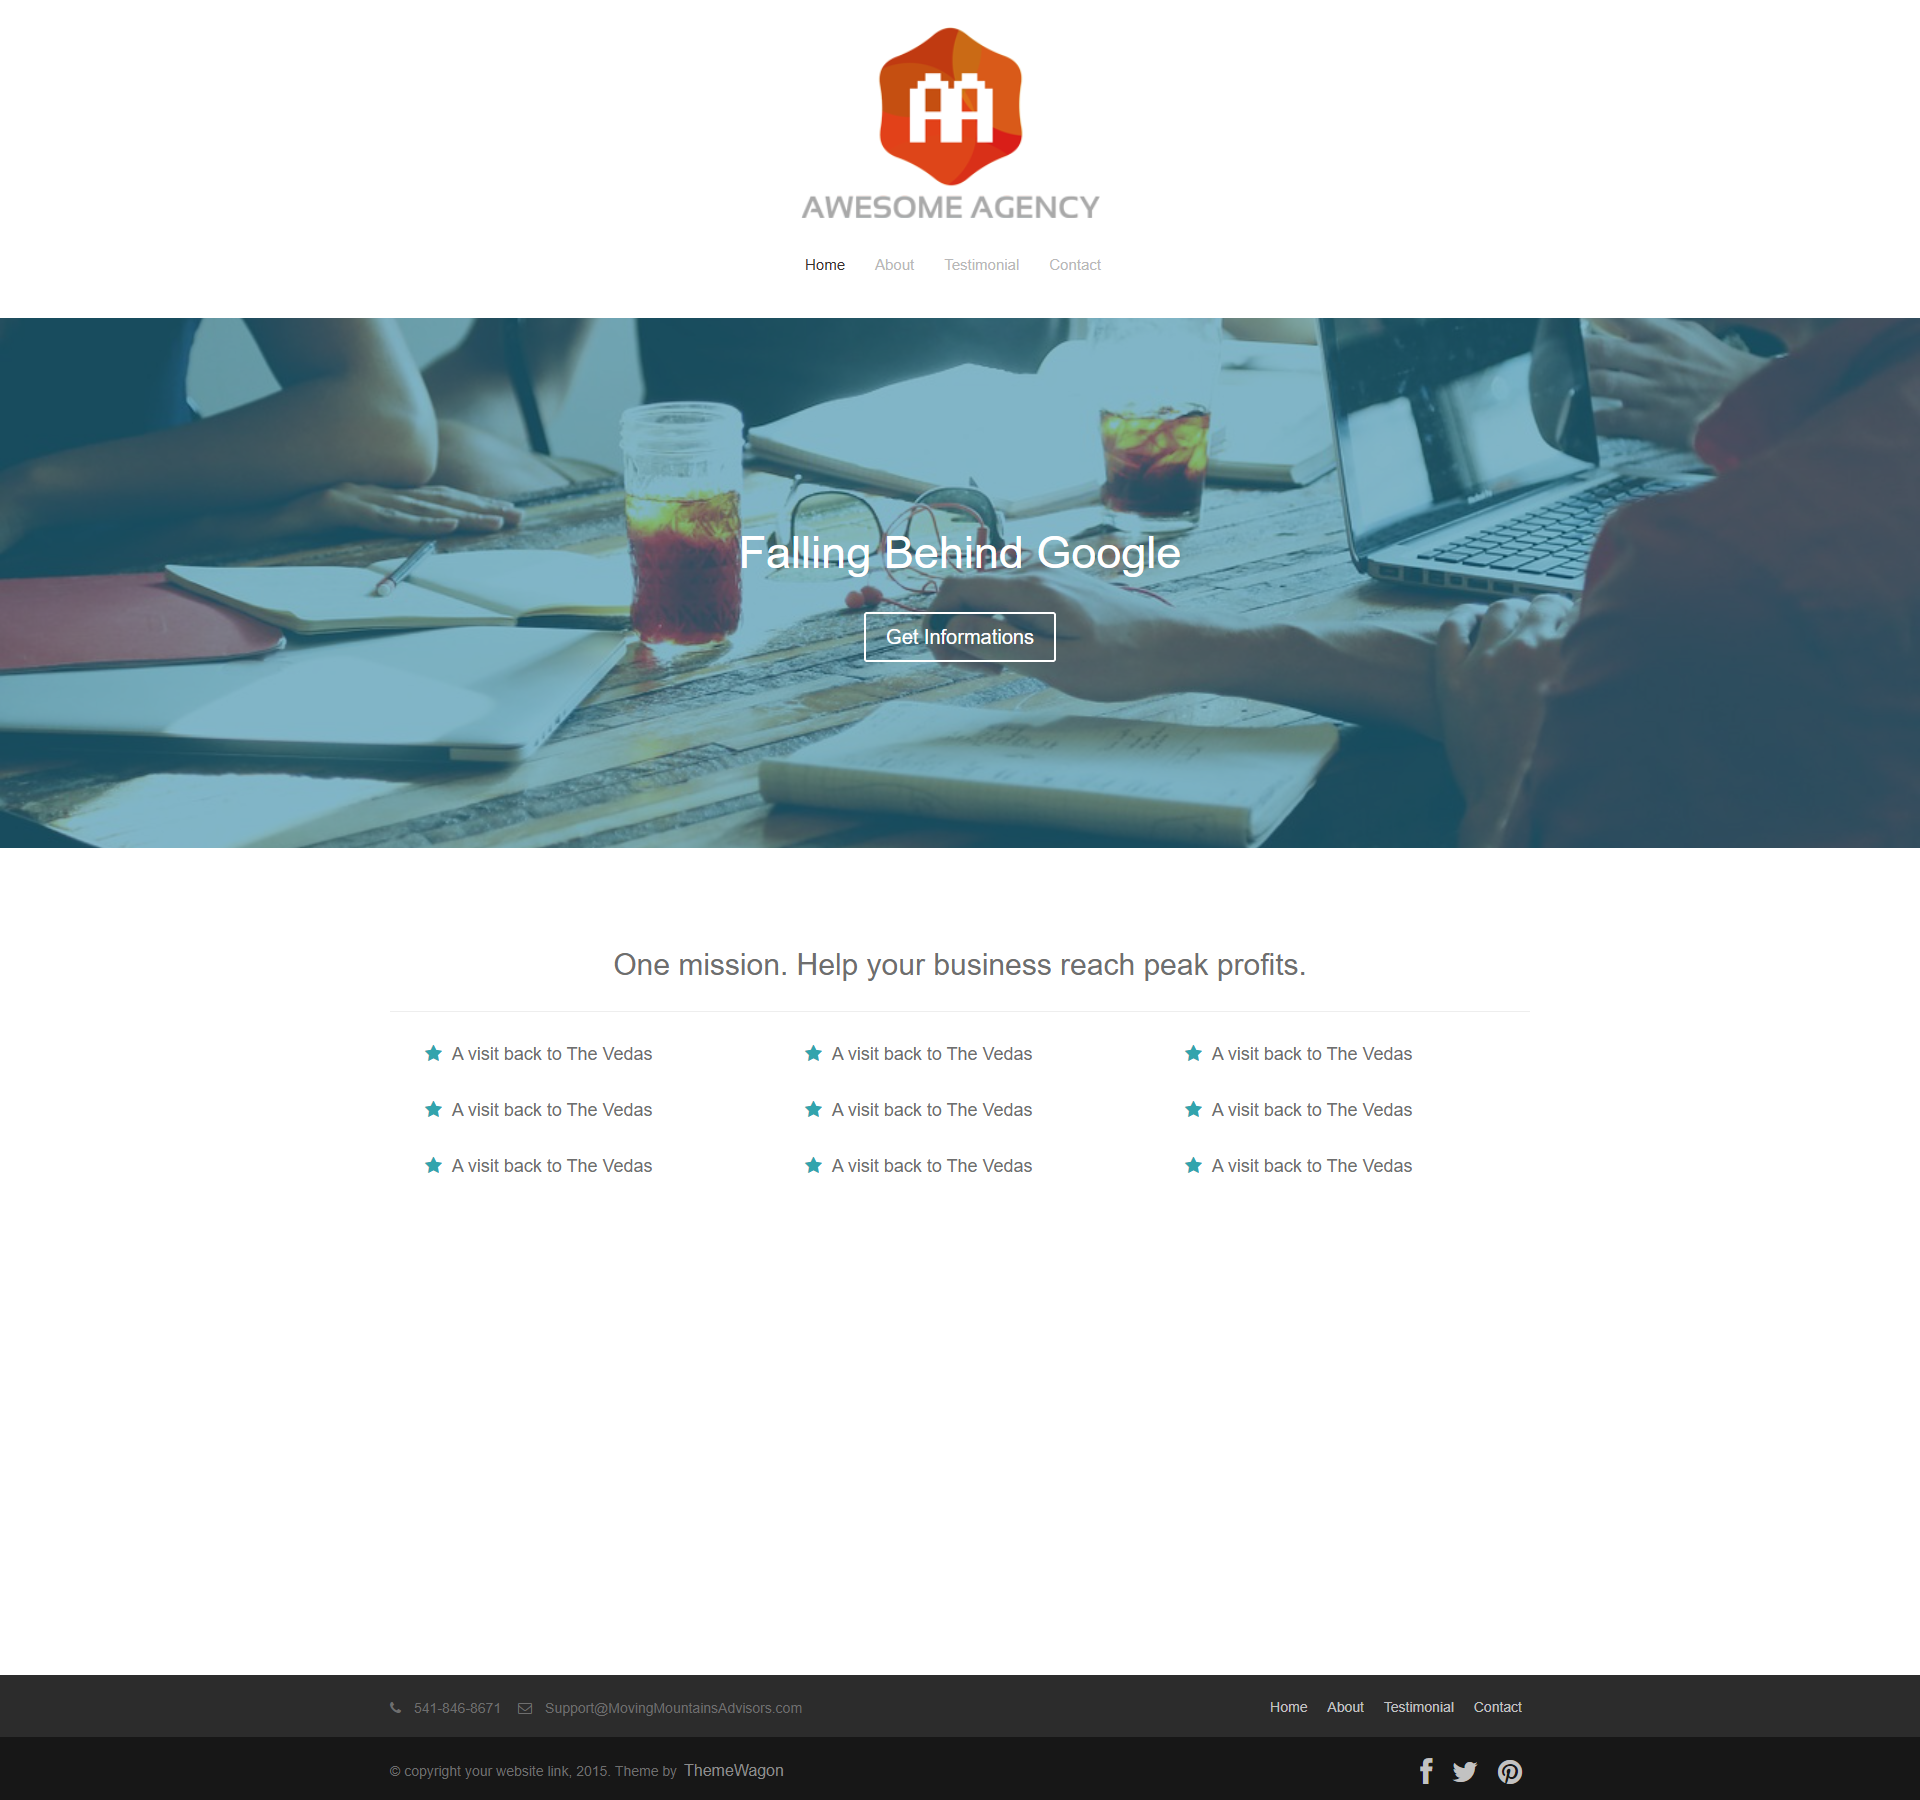 AWESOME AGENCY
Home About Testimonial Contact
Falling Behind Google
Get Informations
One mission. Help your business reach peak profits.
A visit back to The Vedas A visit back to The Vedas A visit back to The Vedas
A visit back to The Vedas A visit back to The Vedas A visit back to The Vedas
A visit back to The Vedas A visit back to The Vedas A visit back to The Vedas
541-846-8671 Support@MovingMountainsAdvisors.com Home About Testimonial Contact
© copyright your website link, 2015. Theme by ThemeWagon